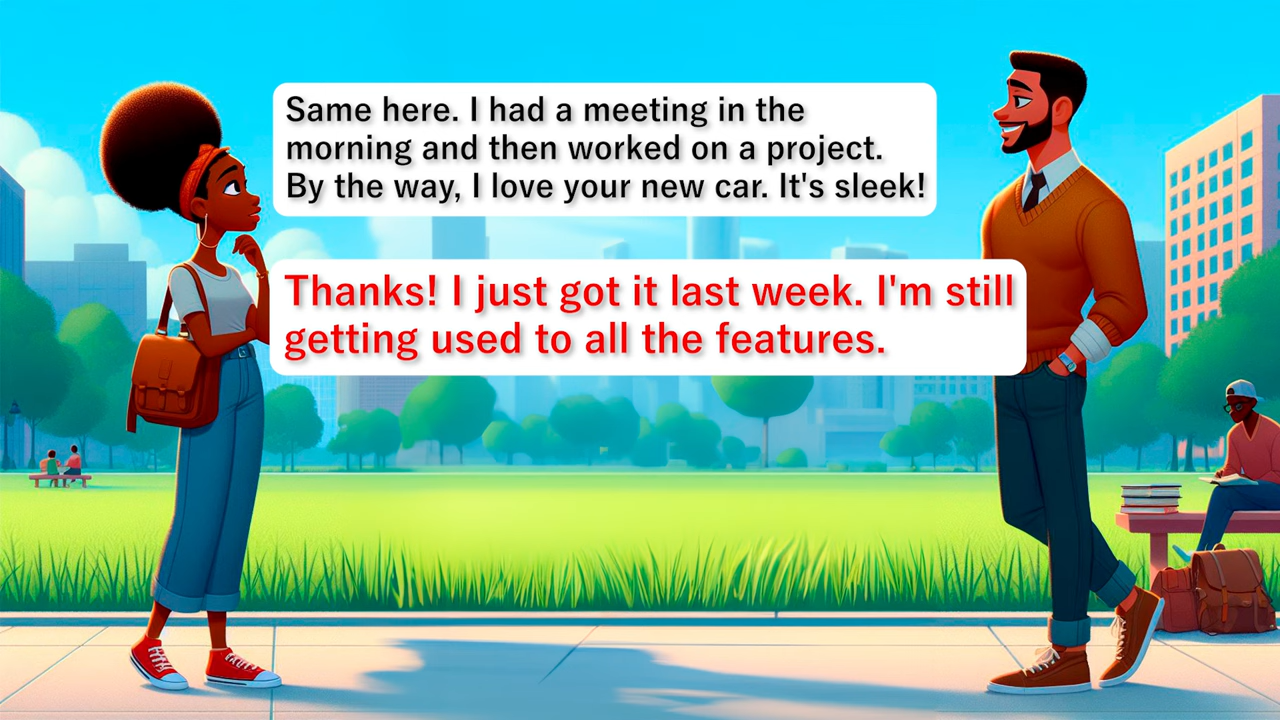 Same here. I had a meeting in the
morning and then worked on a project.
By the way, I love your new car. It's sleek!
Thanks! I just got it last week. I'm still
getting used to all the features.